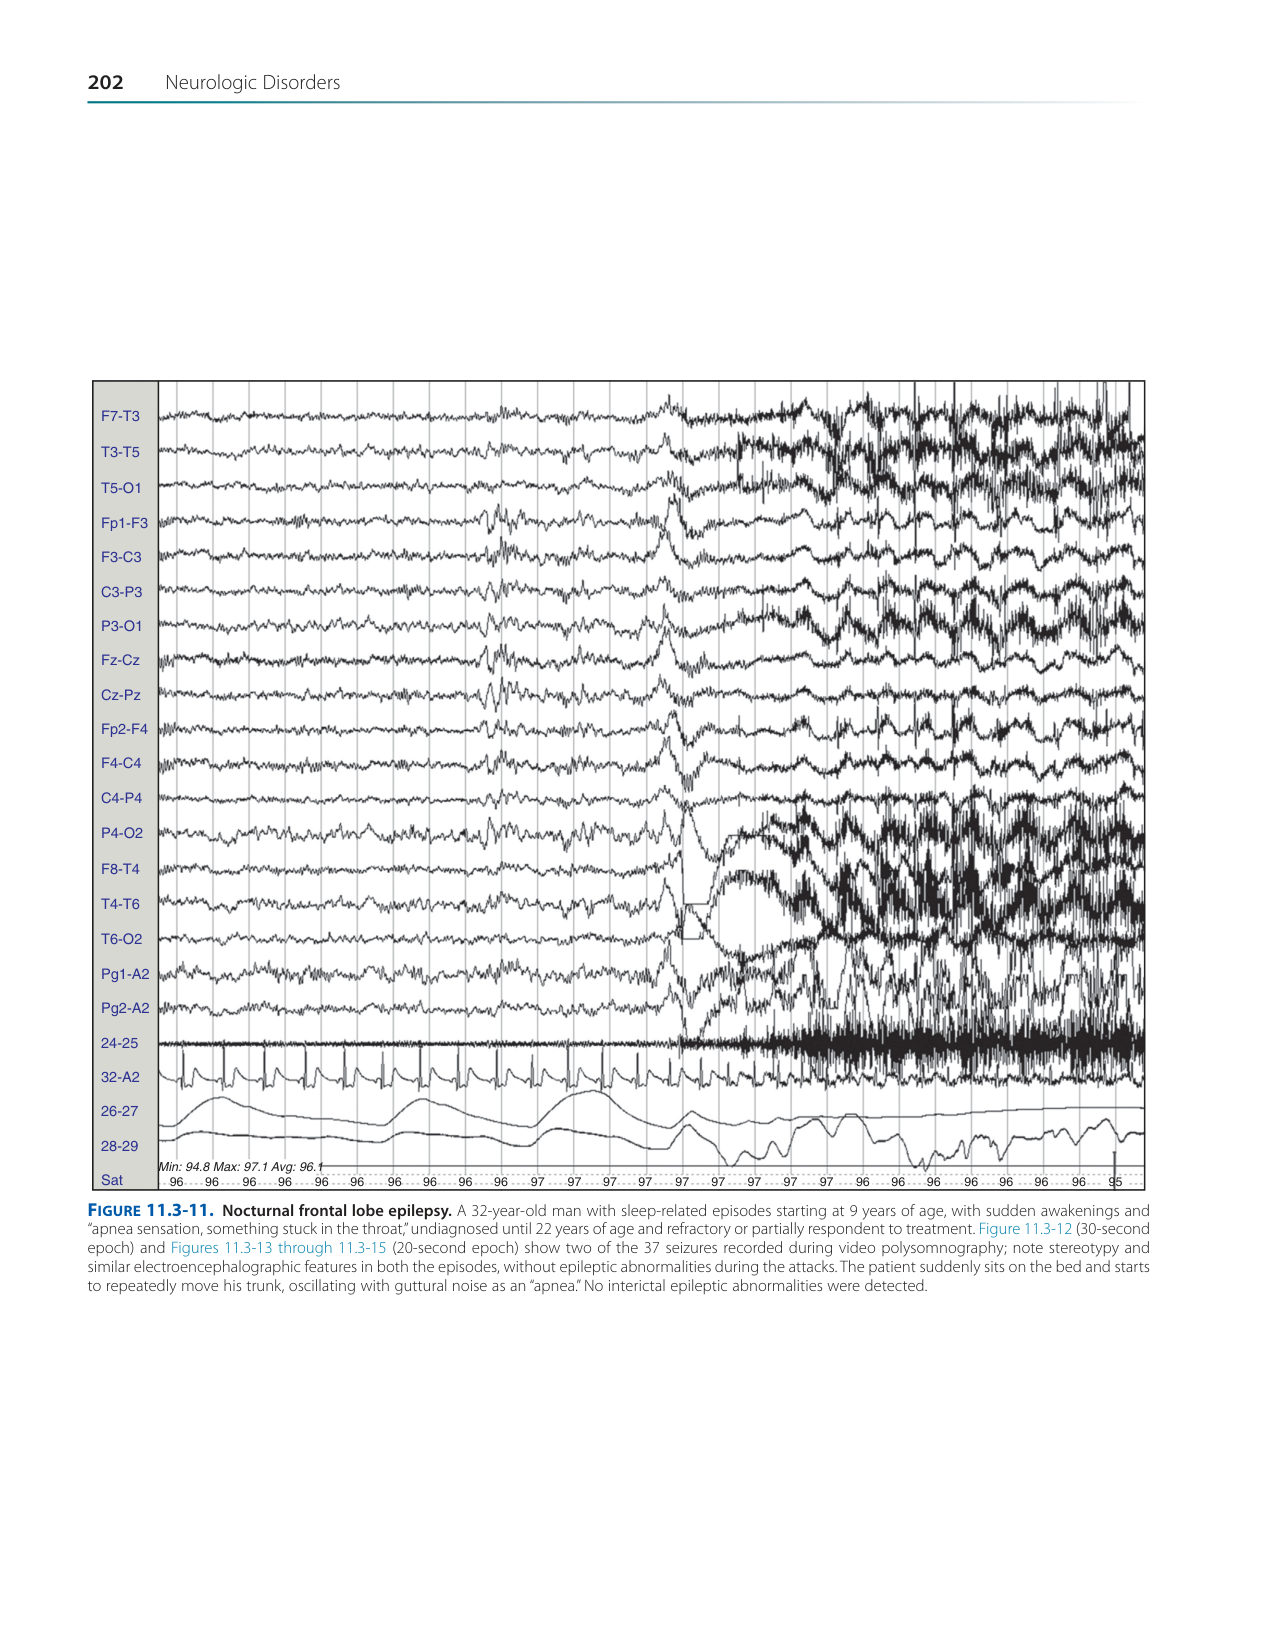 202 Neurologic Disorders
F7-T3
T3-T5
T5-O1
Fp1-F3
F3-C3
C3-P3
P3-O1
Fz-Cz
Cz-Pz
Fp2-F4
F4-C4
C4-P4
P4-O2
F8-T4
T4-T6
T6-O2
Pg1-A2
Pg2-A2
24-25
32-A2
26-27
28-29
Min: 94.8 Max: 97.1 Avg: 96.1
Sat 96 96 96 96 96 96 96 96 96 96 97 97 97 97 97 97 97 97 97 96 96 96 96 96 96 96 95
FIGURE 11.3-11. Nocturnal frontal lobe epilepsy. A 32-year-old man with sleep-related episodes starting at 9 years of age, with sudden awakenings and
“apnea sensation, something stuck in the throat,” undiagnosed until 22 years of age and refractory or partially respondent to treatment. Figure 11.3-12 (30-second
epoch) and Figures 11.3-13 through 11.3-15 (20-second epoch) show two of the 37 seizures recorded during video polysomnography; note stereotypy and
similar electroencephalographic features in both the episodes, without epileptic abnormalities during the attacks. The patient suddenly sits on the bed and starts
to repeatedly move his trunk, oscillating with guttural noise as an “apnea.” No interictal epileptic abnormalities were detected.